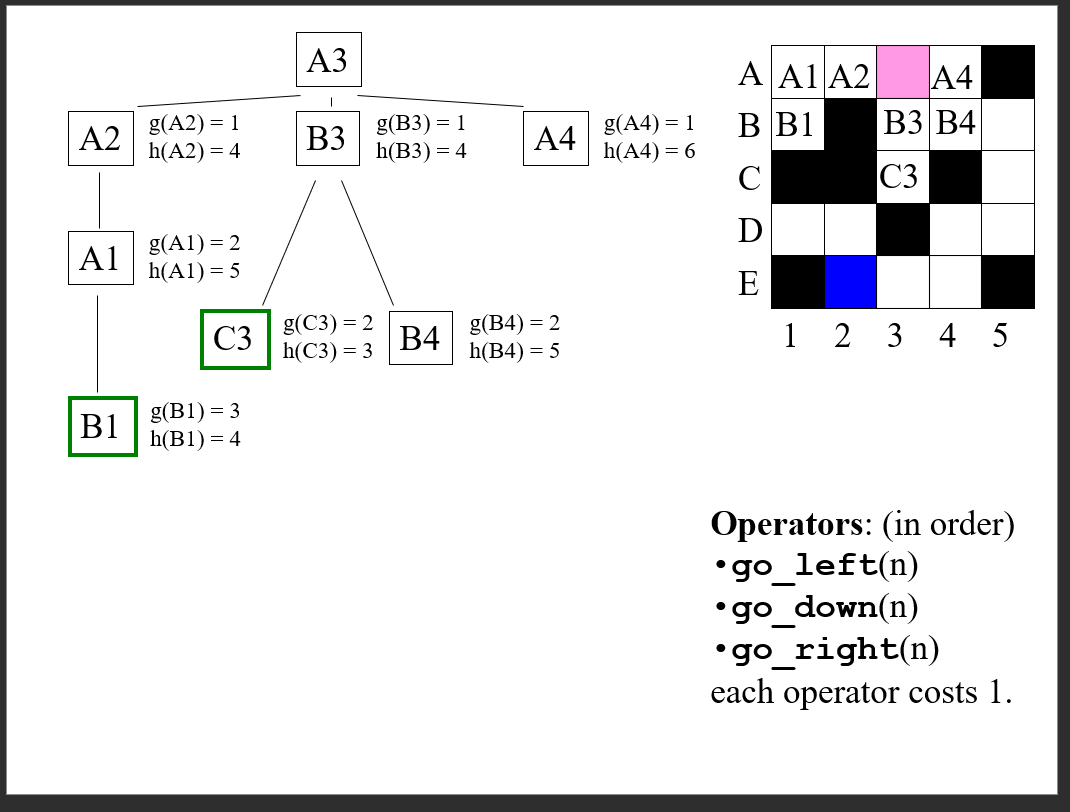 A3
A2
g(A2) = 1
h(A2) = 4
B3
g(B3) = 1
h(B3) = 4
A4
g(A4) = 1
h(A4) = 6
A1
g(A1) = 2
h(A1) = 5
C3
g(C3) = 2
h(C3) = 3
B4
g(B4) = 2
h(B4) = 5
B1
g(B1) = 3
h(B1) = 4
A A1 A2 A4
B B1 B3 B4
C C3
D
E
1 2 3 4 5
Operators: (in order)
•go_left(n)
•go_down(n)
•go_right(n)
each operator costs 1.